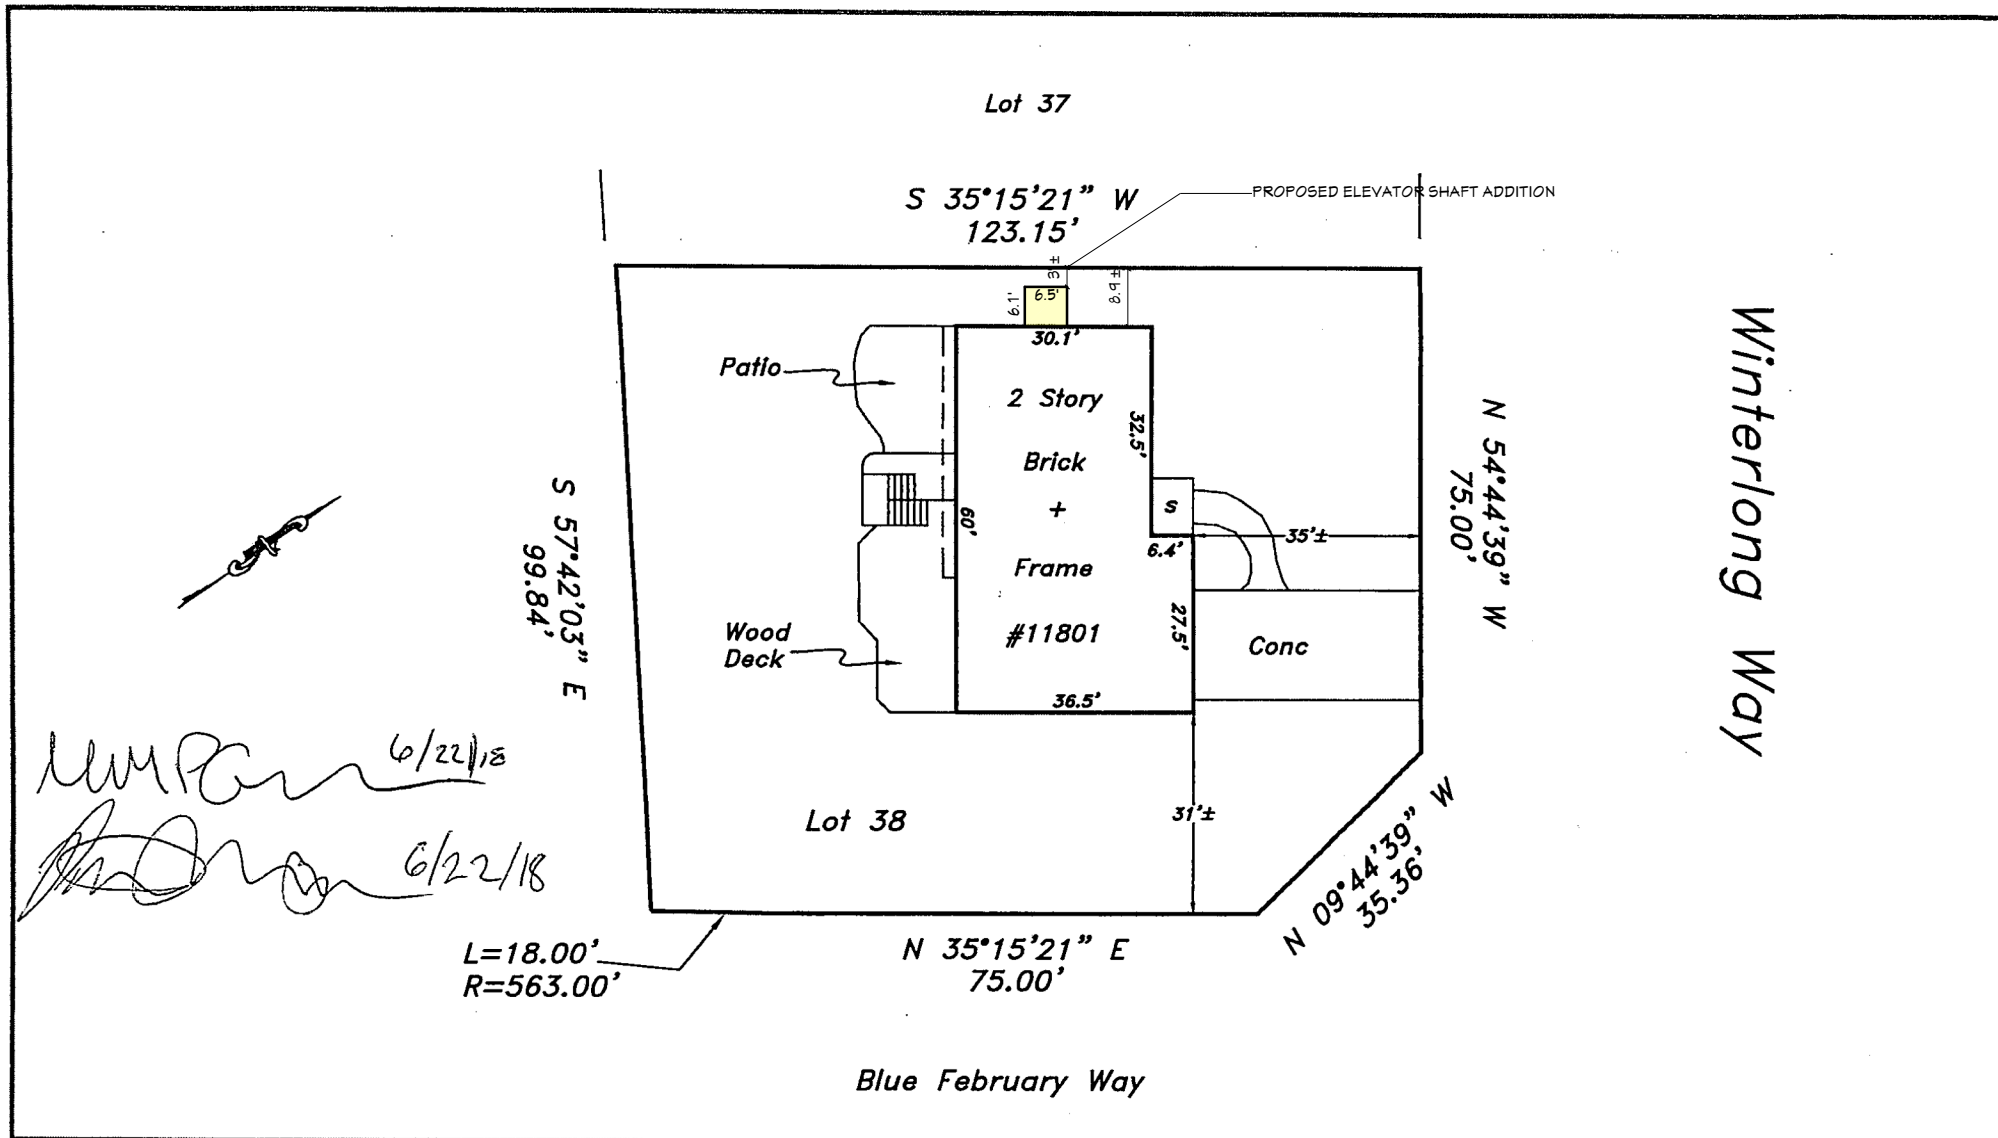 Lot 37
S 35°15'21" W
123.15'
PROPOSED ELEVATOR SHAFT ADDITION
3 ±
8.9 ±
6.1'
6.5'
30.1'
Patio
2 Story
Brick
+
Frame
#11801
32.5'
60'
s
6.4'
35'±
27.5'
Conc
36.5'
Wood
Deck
N 54°44'39" W
75.00'
Winterlong Way
S 57°42'03" E
99.84'
6/22/18
6/22/18
Lot 38
31'±
N 09°44'39" W
35.36'
L=18.00'
R=563.00'
N 35°15'21" E
75.00'
Blue February Way